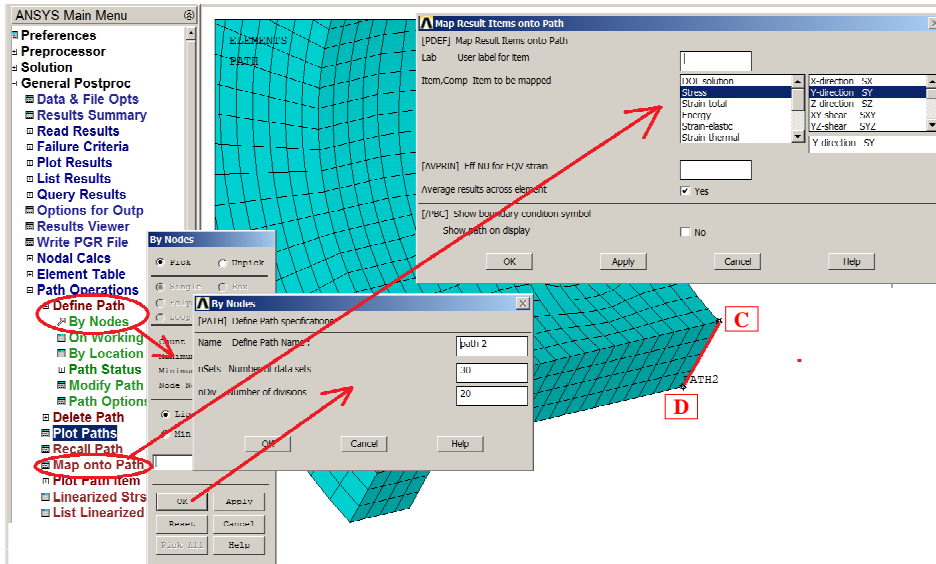 ANSYS Main Menu
Preferences
Preprocessor
Solution
General Postproc
Data & File Opts
Results Summary
Read Results
Failure Criteria
Plot Results
List Results
Query Results
Options for Outp
Results Viewer
Write PGR File
Nodal Calcs
Element Table
Path Operations
Define Path
By Nodes
On Working
By Location
Path Status
Modify Path
Path Options
Delete Path
Plot Paths
Recall Path
Map onto Path
Plot Path Item
Linearized Strs
List Linearized
ELEMENTS
PATH
By Nodes
Pick Unpick
Single Box
Loop
Count
Node No
Min
OK Apply
Reset Cancel
Pick All Help
By Nodes
[PATH] Define Path specifications
Name Define Path Name :
path 2
nSets Number of data sets
30
nDiv Number of divisions
20
OK Cancel Help
Map Result Items onto Path
[PDEF] Map Result Items onto Path
Lab User label for item
Item,Comp Item to be mapped
DOF solution
Stress
Strain-total
Energy
Strain-elastic
Strain thermal
X-direction SX
Y-direction SY
Z-direction SZ
XY-shear SXY
YZ-shear SYZ
Y direction SY
[AVPRIN] Eff NU for EQV strain
Average results across element
Yes
[/PBC] Show boundary condition symbol
Show path on display
No
OK Apply Cancel Help
C
PATH2
D